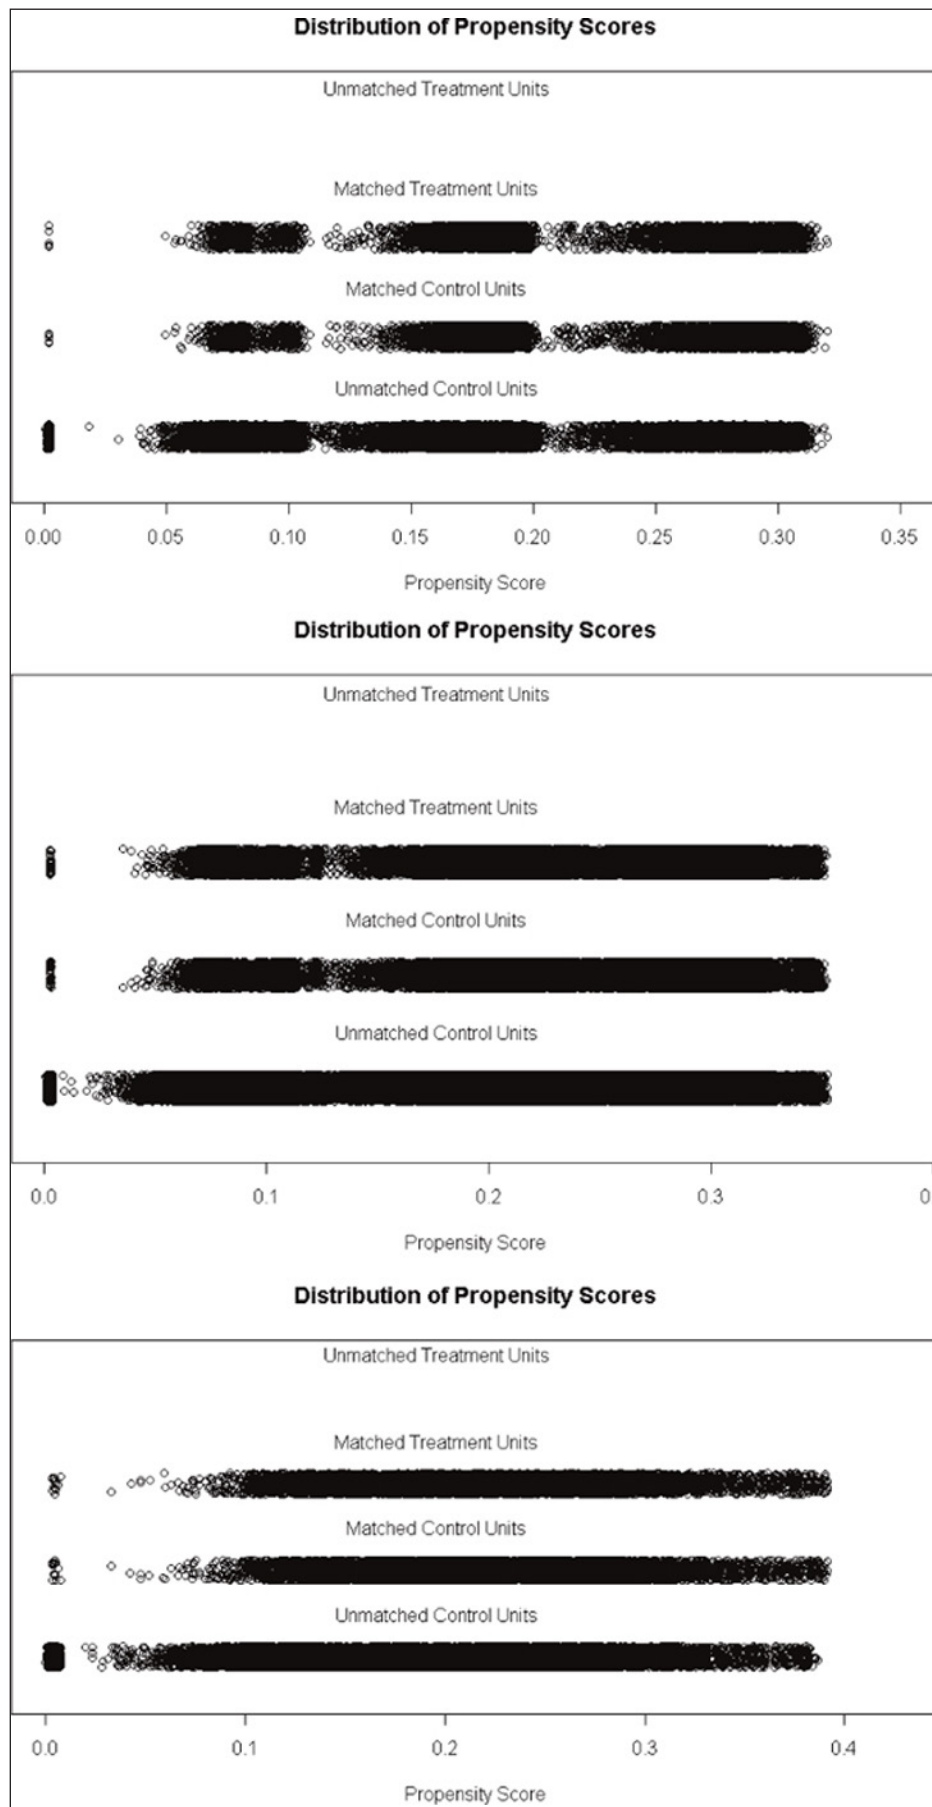 Distribution of Propensity Scores
Unmatched Treatment Units
Matched Treatment Units
Matched Control Units
Unmatched Control Units
0.00 0.05 0.10 0.15 0.20 0.25 0.30 0.35
Propensity Score
Distribution of Propensity Scores
Unmatched Treatment Units
Matched Treatment Units
Matched Control Units
Unmatched Control Units
0.0 0.1 0.2 0.3 0
Propensity Score
Distribution of Propensity Scores
Unmatched Treatment Units
Matched Treatment Units
Matched Control Units
Unmatched Control Units
0.0 0.1 0.2 0.3 0.4
Propensity Score